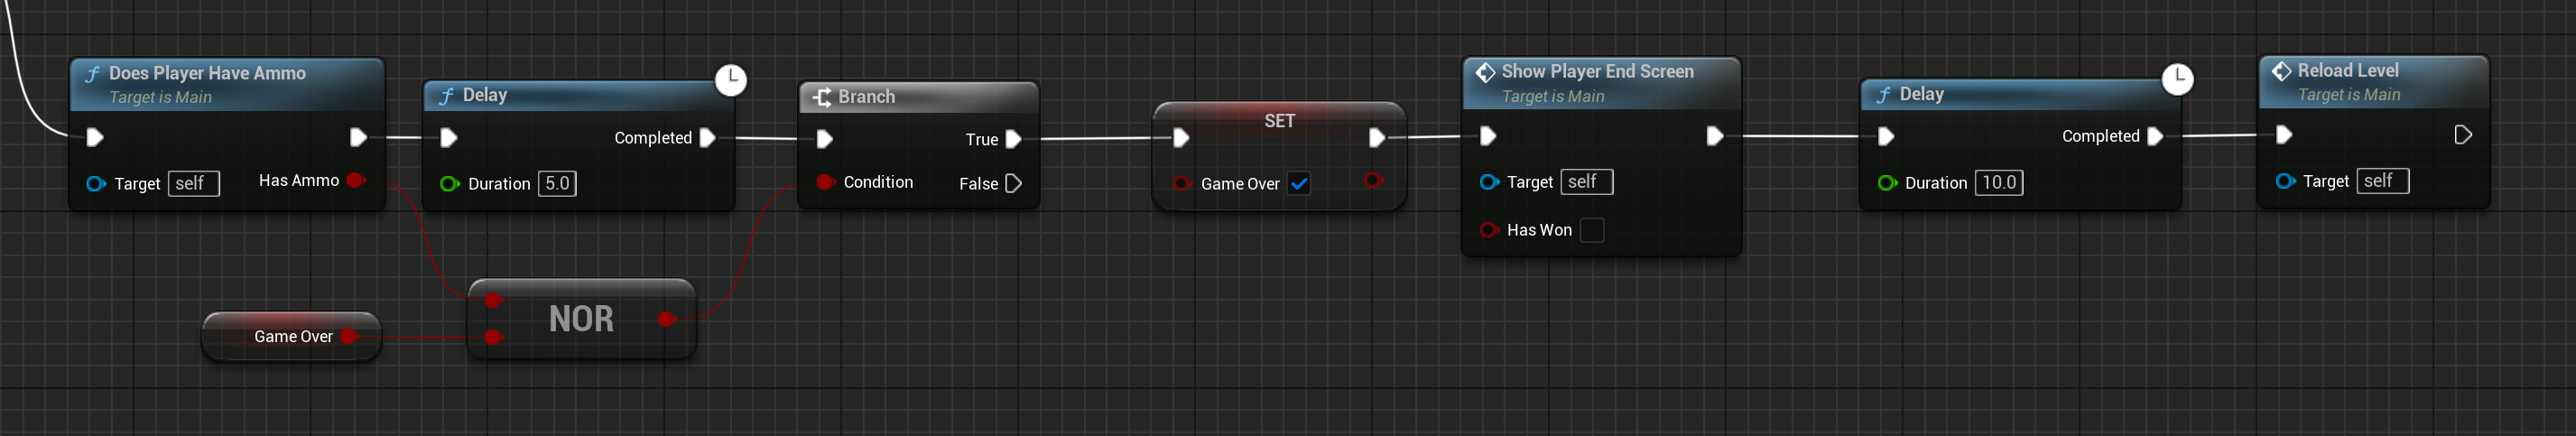 Does Player Have Ammo
Target is Main
Target self
Has Ammo
Delay
Completed
Duration 5.0
Branch
True
Condition
False
SET
Game Over
Show Player End Screen
Target is Main
Target self
Has Won
Delay
Completed
Duration 10.0
Reload Level
Target is Main
Target self
Game Over
NOR